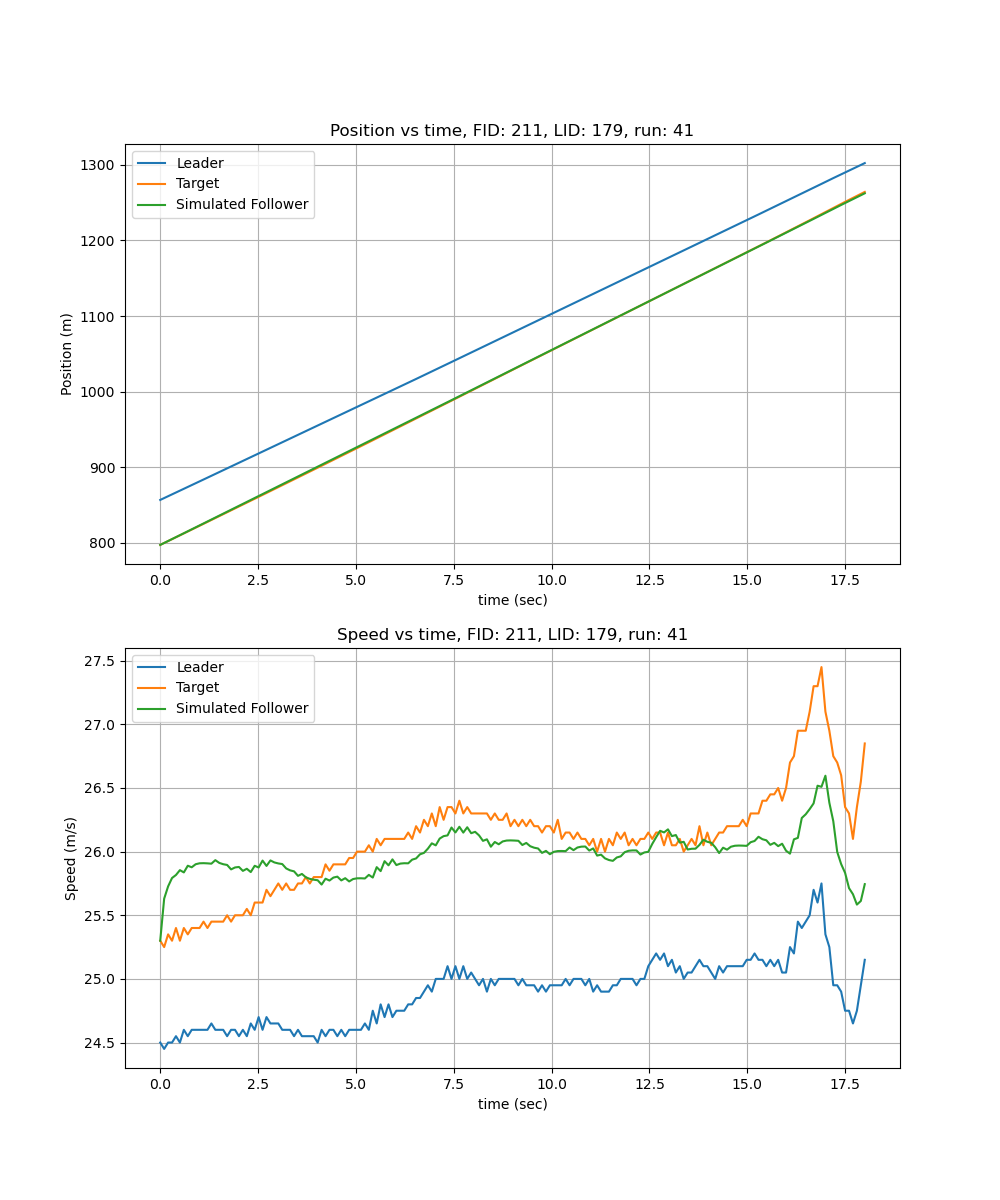 Position vs time, FID: 211, LID: 179, run: 41
Leader
Target
Simulated Follower
1300
1200
1100
1000
900
800
Position (m)
0.0 2.5 5.0 7.5 10.0 12.5 15.0 17.5
time (sec)
Speed vs time, FID: 211, LID: 179, run: 41
Leader
Target
Simulated Follower
27.5
27.0
26.5
26.0
25.5
25.0
24.5
Speed (m/s)
0.0 2.5 5.0 7.5 10.0 12.5 15.0 17.5
time (sec)